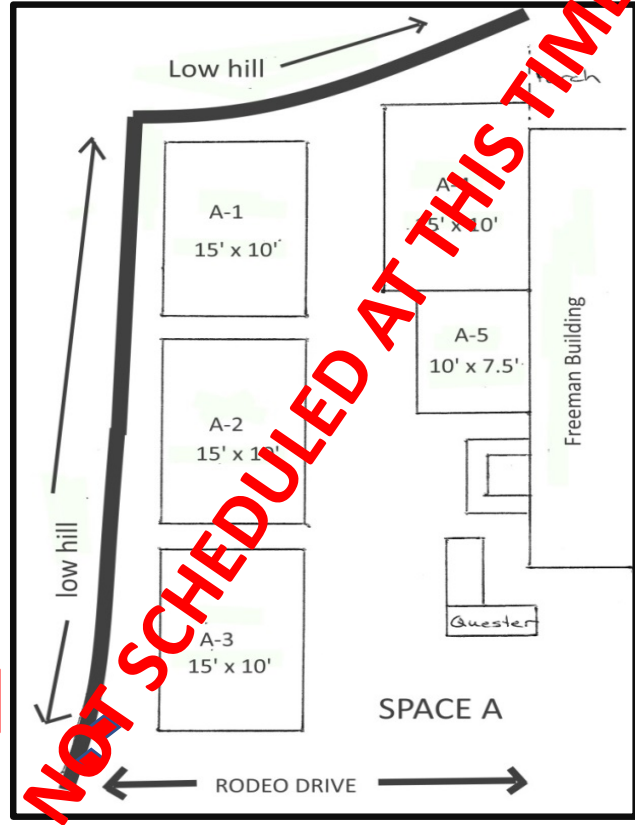 Low hill
A-1
15' x 10'
A-5
10' x 7.5'
Freeman Building
A-2
low hill
Quester
A-3
15' x 10'
SPACE A
RODEO DRIVE
NOT SCHEDULED AT THIS TIME